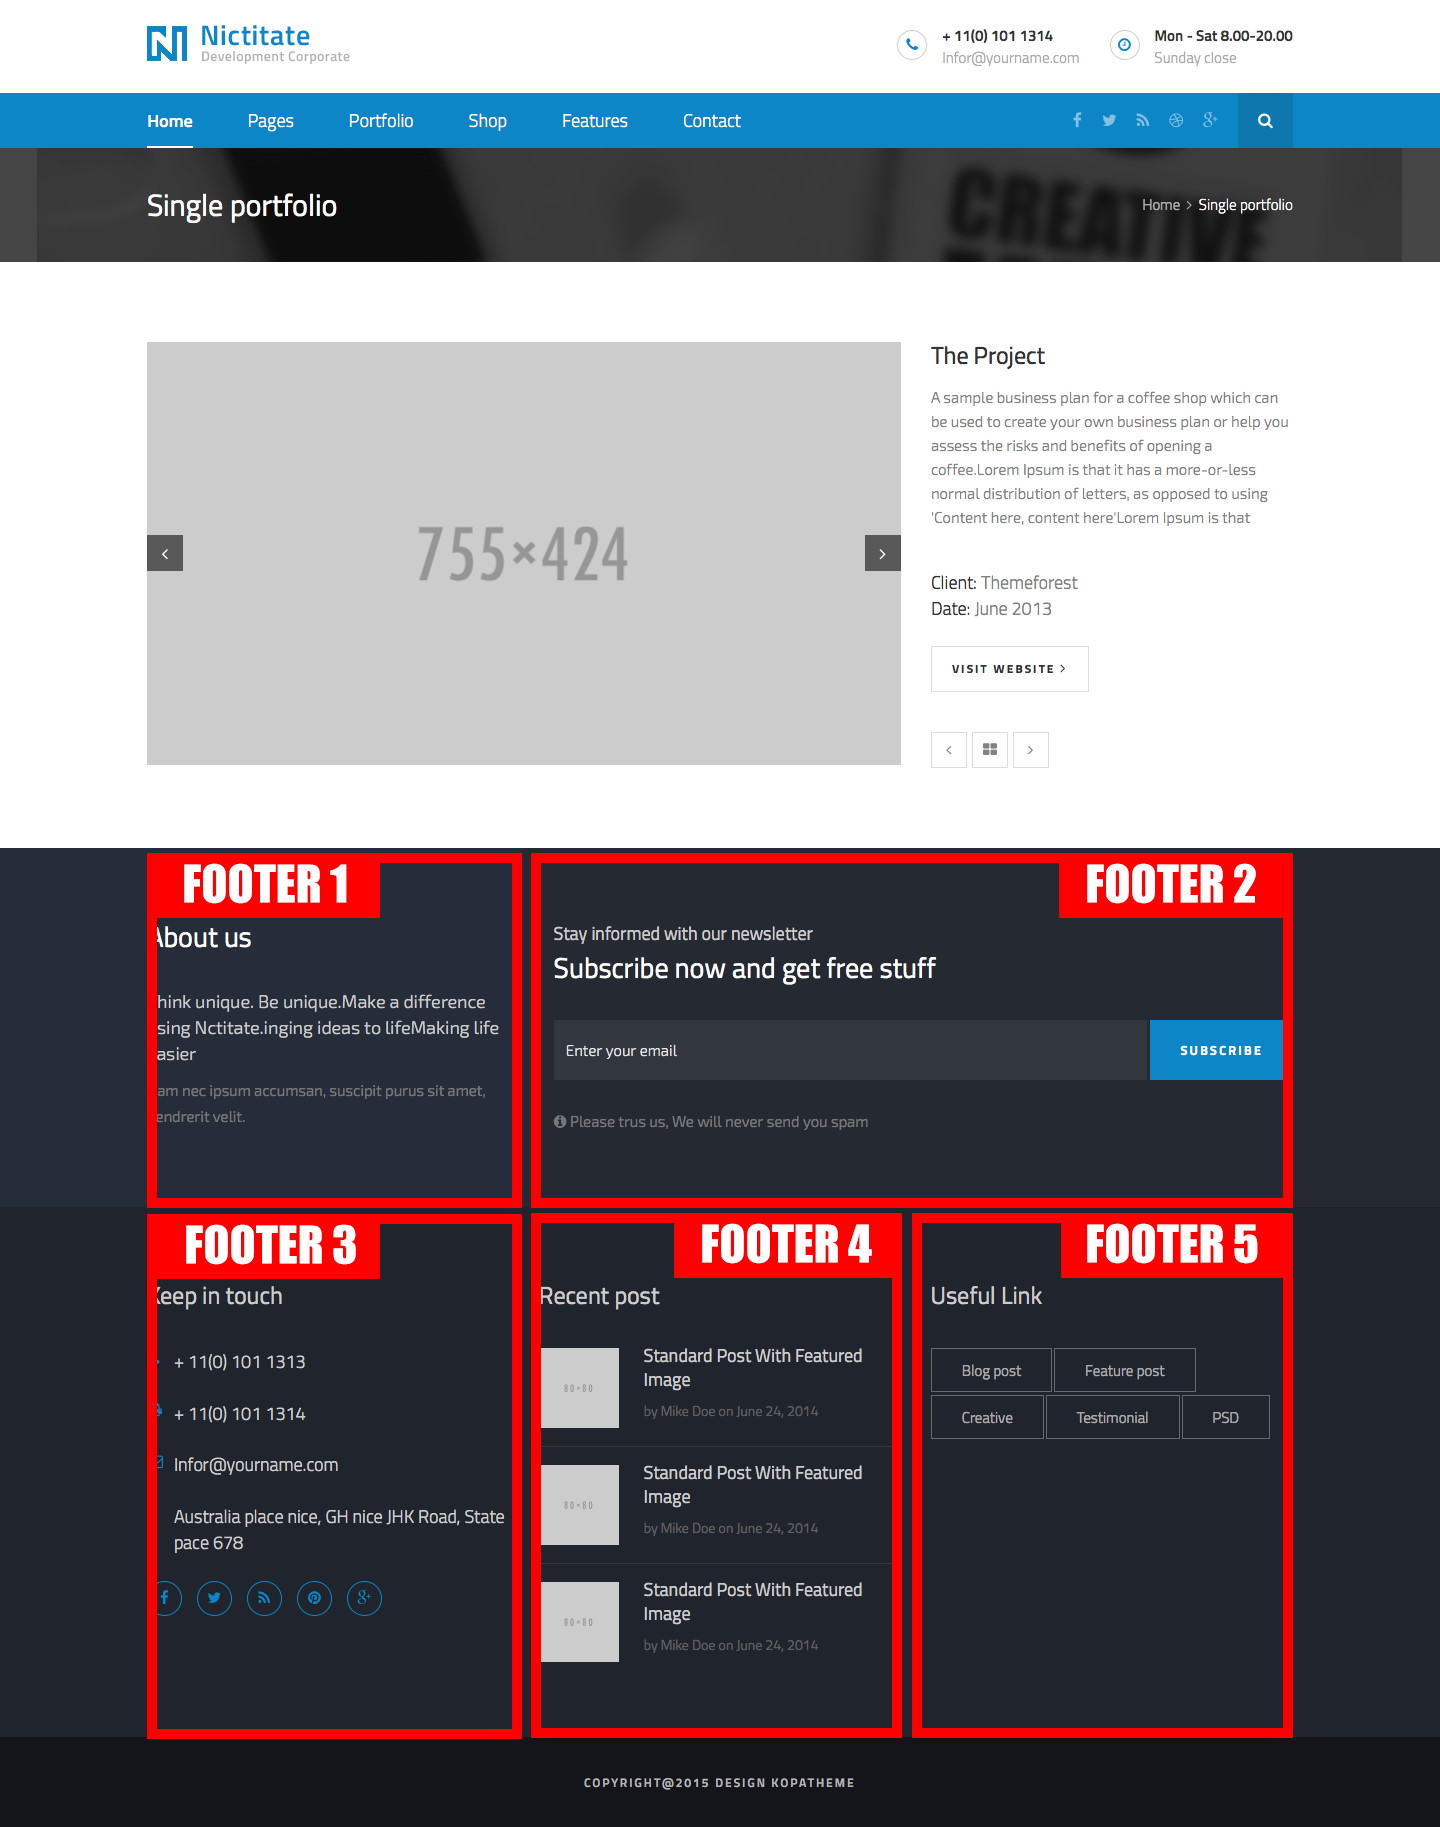 Nictitate
Development Corporate
+ 11(0) 101 1314
Infor@yourname.com
Mon - Sat 8.00-20.00
Sunday close
Home
Pages
Portfolio
Shop
Features
Contact
Single portfolio
CREATIVE
Home > Single portfolio
755×424
The Project
A sample business plan for a coffee shop which can
be used to create your own business plan or help you
assess the risks and benefits of opening a
coffee.Lorem Ipsum is that it has a more-or-less
normal distribution of letters, as opposed to using
'Content here, content here'Lorem Ipsum is that
Client: Themeforest
Date: June 2013
VISIT WEBSITE >
FOOTER 1
About us
hink unique. Be unique.Make a difference
sing Nctitate.inging ideas to lifeMaking life
asier
am nec ipsum accumsan, suscipit purus sit amet,
endrerit velit.
FOOTER 2
Stay informed with our newsletter
Subscribe now and get free stuff
Enter your email
SUBSCRIBE
Please trus us, We will never send you spam
FOOTER 3
Keep in touch
+ 11(0) 101 1313
+ 11(0) 101 1314
Infor@yourname.com
Australia place nice, GH nice JHK Road, State
pace 678
FOOTER 4
Recent post
80×80
Standard Post With Featured
Image
by Mike Doe on June 24, 2014
80×80
Standard Post With Featured
Image
by Mike Doe on June 24, 2014
80×80
Standard Post With Featured
Image
by Mike Doe on June 24, 2014
FOOTER 5
Useful Link
Blog post
Feature post
Creative
Testimonial
PSD
COPYRIGHT@2015 DESIGN KOPATHEME